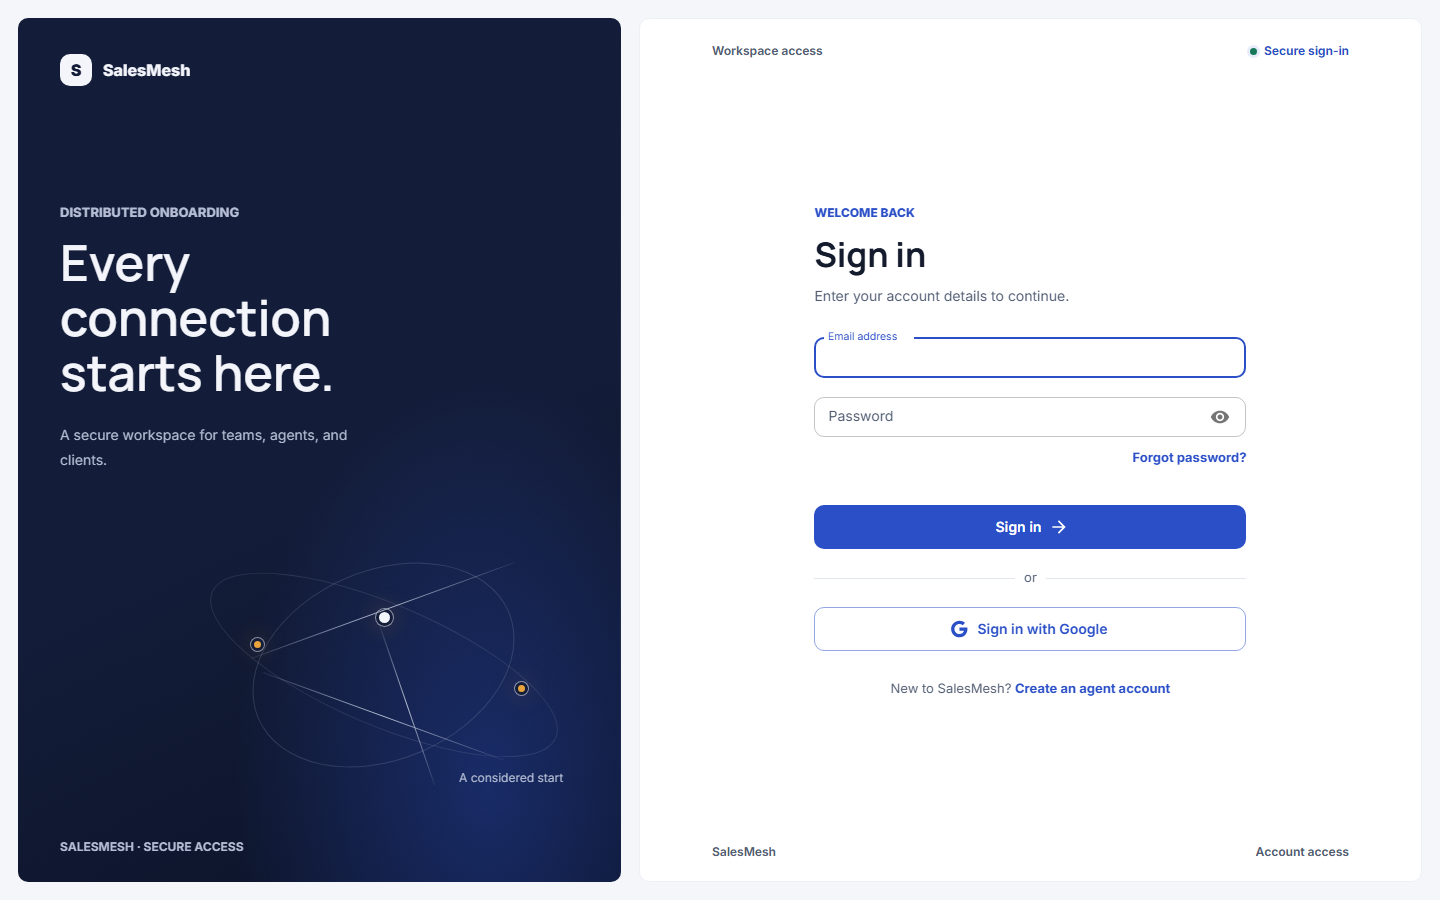 S SalesMesh
DISTRIBUTED ONBOARDING
Every
connection
starts here.
A secure workspace for teams, agents, and
clients.
A considered start
SALESMESH · SECURE ACCESS
Workspace access
Secure sign-in
WELCOME BACK
Sign in
Enter your account details to continue.
Email address
Password
Forgot password?
Sign in
or
Sign in with Google
New to SalesMesh? Create an agent account
SalesMesh
Account access